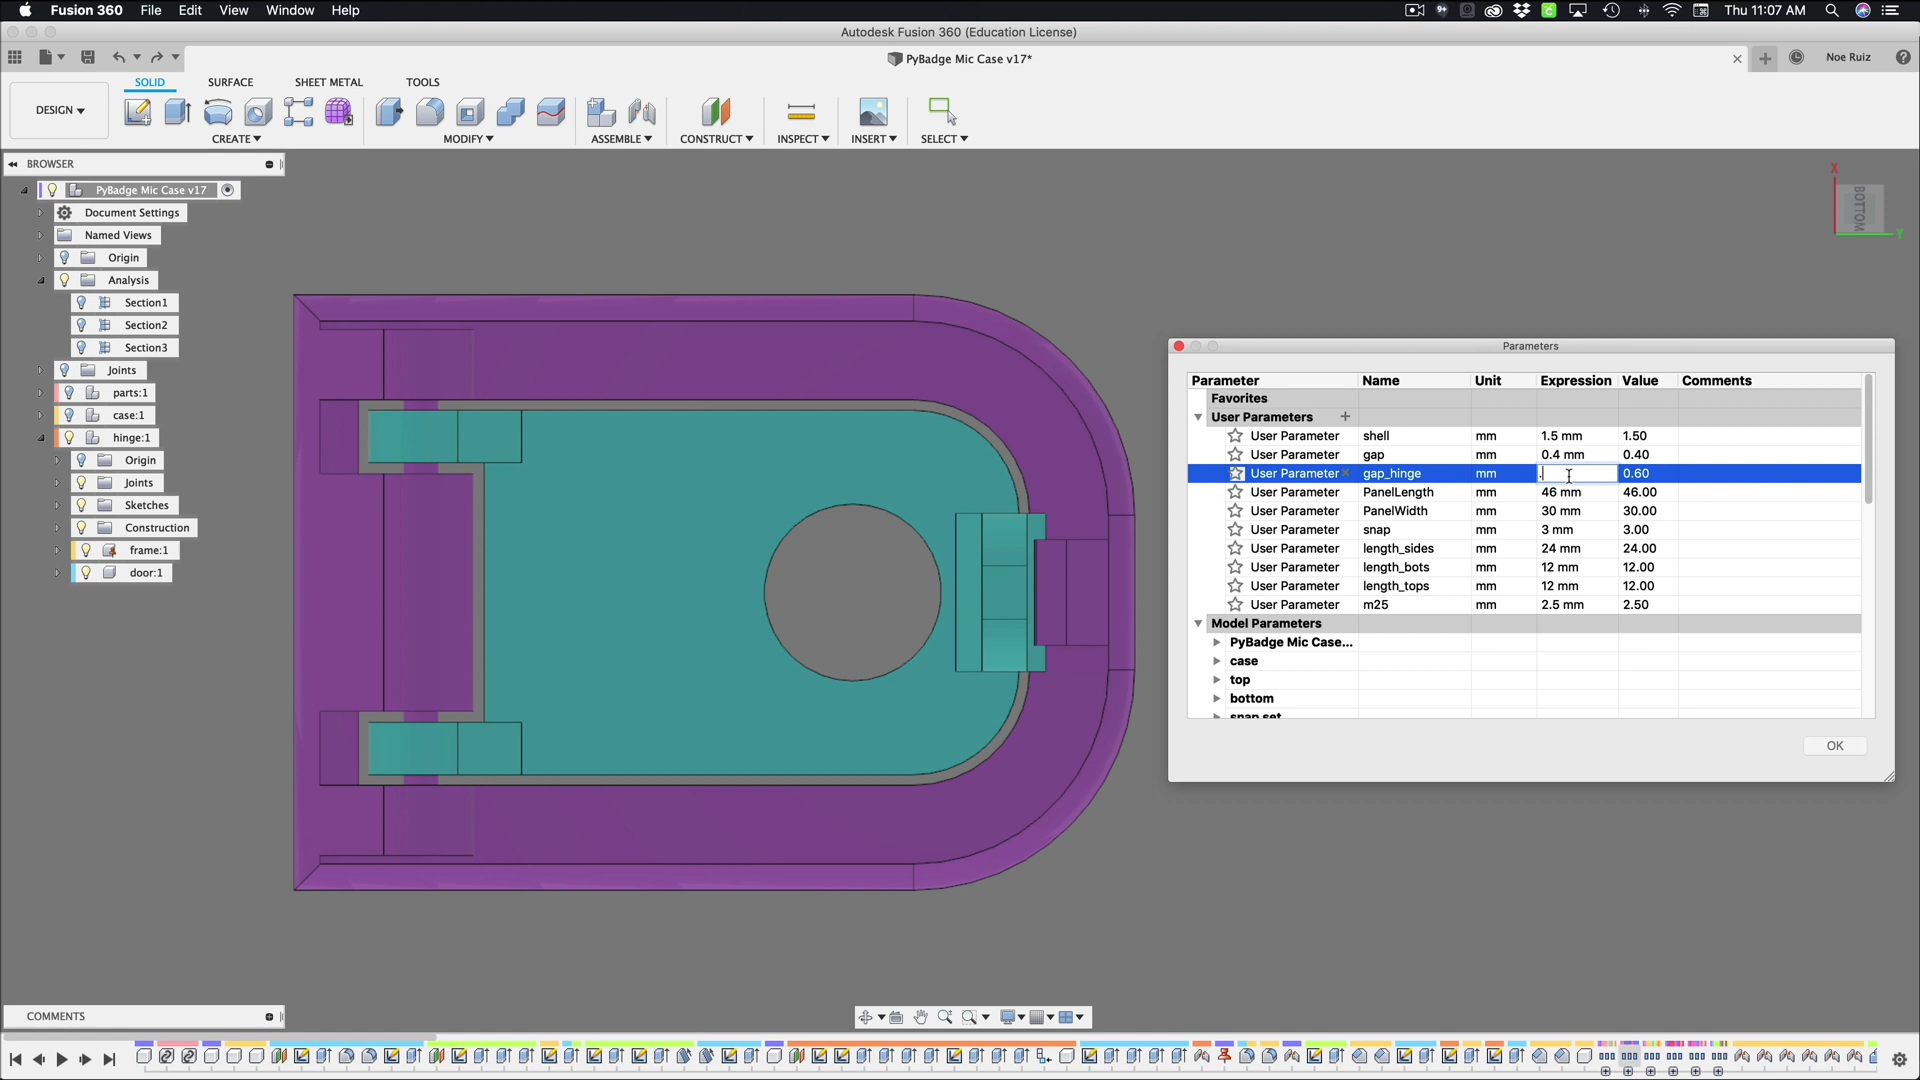 Fusion 360 File Edit View Window Help
Thu 11:07 AM
Autodesk Fusion 360 (Education License)
PyBadge Mic Case v17*
Noe Ruiz
SOLID SURFACE SHEET METAL TOOLS
DESIGN
CREATE MODIFY ASSEMBLE CONSTRUCT INSPECT INSERT SELECT
BROWSER
PyBadge Mic Case v17
Document Settings
Named Views
Origin
Analysis
Section1
Section2
Section3
Joints
parts:1
case:1
hinge:1
Origin
Joints
Sketches
Construction
frame:1
door:1
X
BOTTOM
Y
Parameters
Parameter Name Unit Expression Value Comments
Favorites
User Parameters +
User Parameter shell mm 1.5 mm 1.50
User Parameter gap mm 0.4 mm 0.40
User Parameter gap_hinge mm . 0.60
User Parameter PanelLength mm 46 mm 46.00
User Parameter PanelWidth mm 30 mm 30.00
User Parameter snap mm 3 mm 3.00
User Parameter length_sides mm 24 mm 24.00
User Parameter length_bots mm 12 mm 12.00
User Parameter length_tops mm 12 mm 12.00
User Parameter m25 mm 2.5 mm 2.50
Model Parameters
PyBadge Mic Case...
case
top
bottom
snap set
OK
COMMENTS